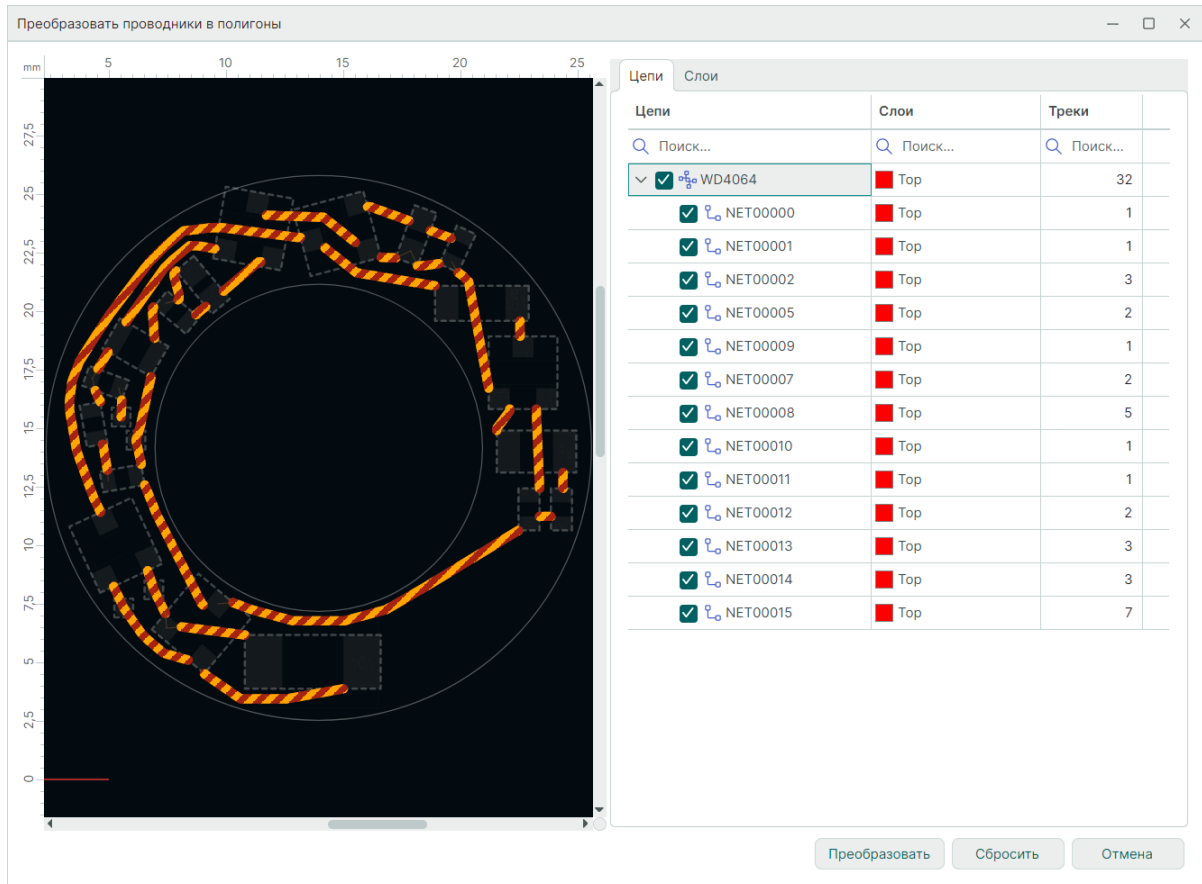 Преобразовать проводники в полигоны
mm 5 10 15 20 25
27,5
25
22,5
20
17,5
15
12,5
10
7,5
5
2,5
0
Цепи Слои
Цепи Слои Треки
Поиск... Поиск... Поиск...
WD4064 Top 32
NET00000 Top 1
NET00001 Top 1
NET00002 Top 3
NET00005 Top 2
NET00009 Top 1
NET00007 Top 2
NET00008 Top 5
NET00010 Top 1
NET00011 Top 1
NET00012 Top 2
NET00013 Top 3
NET00014 Top 3
NET00015 Top 7
Преобразовать Сбросить Отмена